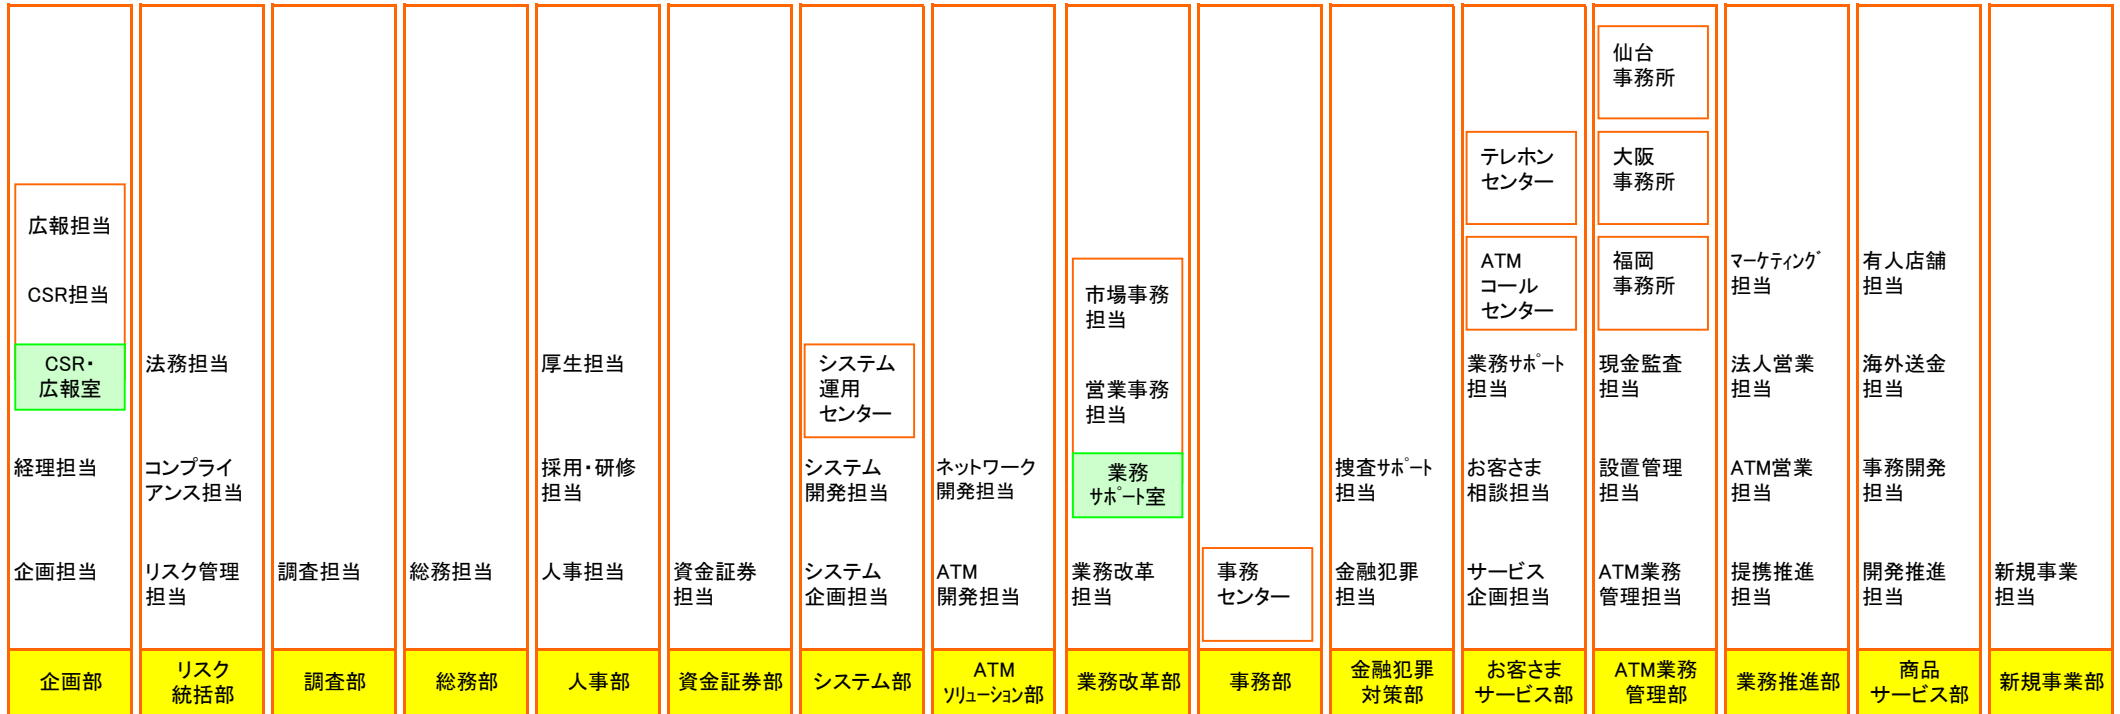 広報担当
CSR担当
CSR・
広報室
経理担当
企画担当
企画部
法務担当
コンプライ
アンス担当
リスク管理
担当
リスク
統括部
調査担当
調査部
総務担当
総務部
厚生担当
採用・研修
担当
人事担当
人事部
資金証券
担当
資金証券部
システム
運用
センター
システム
開発担当
システム
企画担当
システム部
ネットワーク
開発担当
ATM
開発担当
ATM
ソリューション部
市場事務
担当
営業事務
担当
業務
サポート室
業務改革
担当
業務改革部
事務
センター
事務部
捜査サポート
担当
金融犯罪
担当
金融犯罪
対策部
テレホン
センター
ATM
コール
センター
業務サポート
担当
お客さま
相談担当
サービス
企画担当
お客さま
サービス部
仙台
事務所
大阪
事務所
福岡
事務所
現金監査
担当
設置管理
担当
ATM業務
管理担当
ATM業務
管理部
マーケティング
担当
法人営業
担当
ATM営業
担当
提携推進
担当
業務推進部
有人店舗
担当
海外送金
担当
事務開発
担当
開発推進
担当
商品
サービス部
新規事業
担当
新規事業部